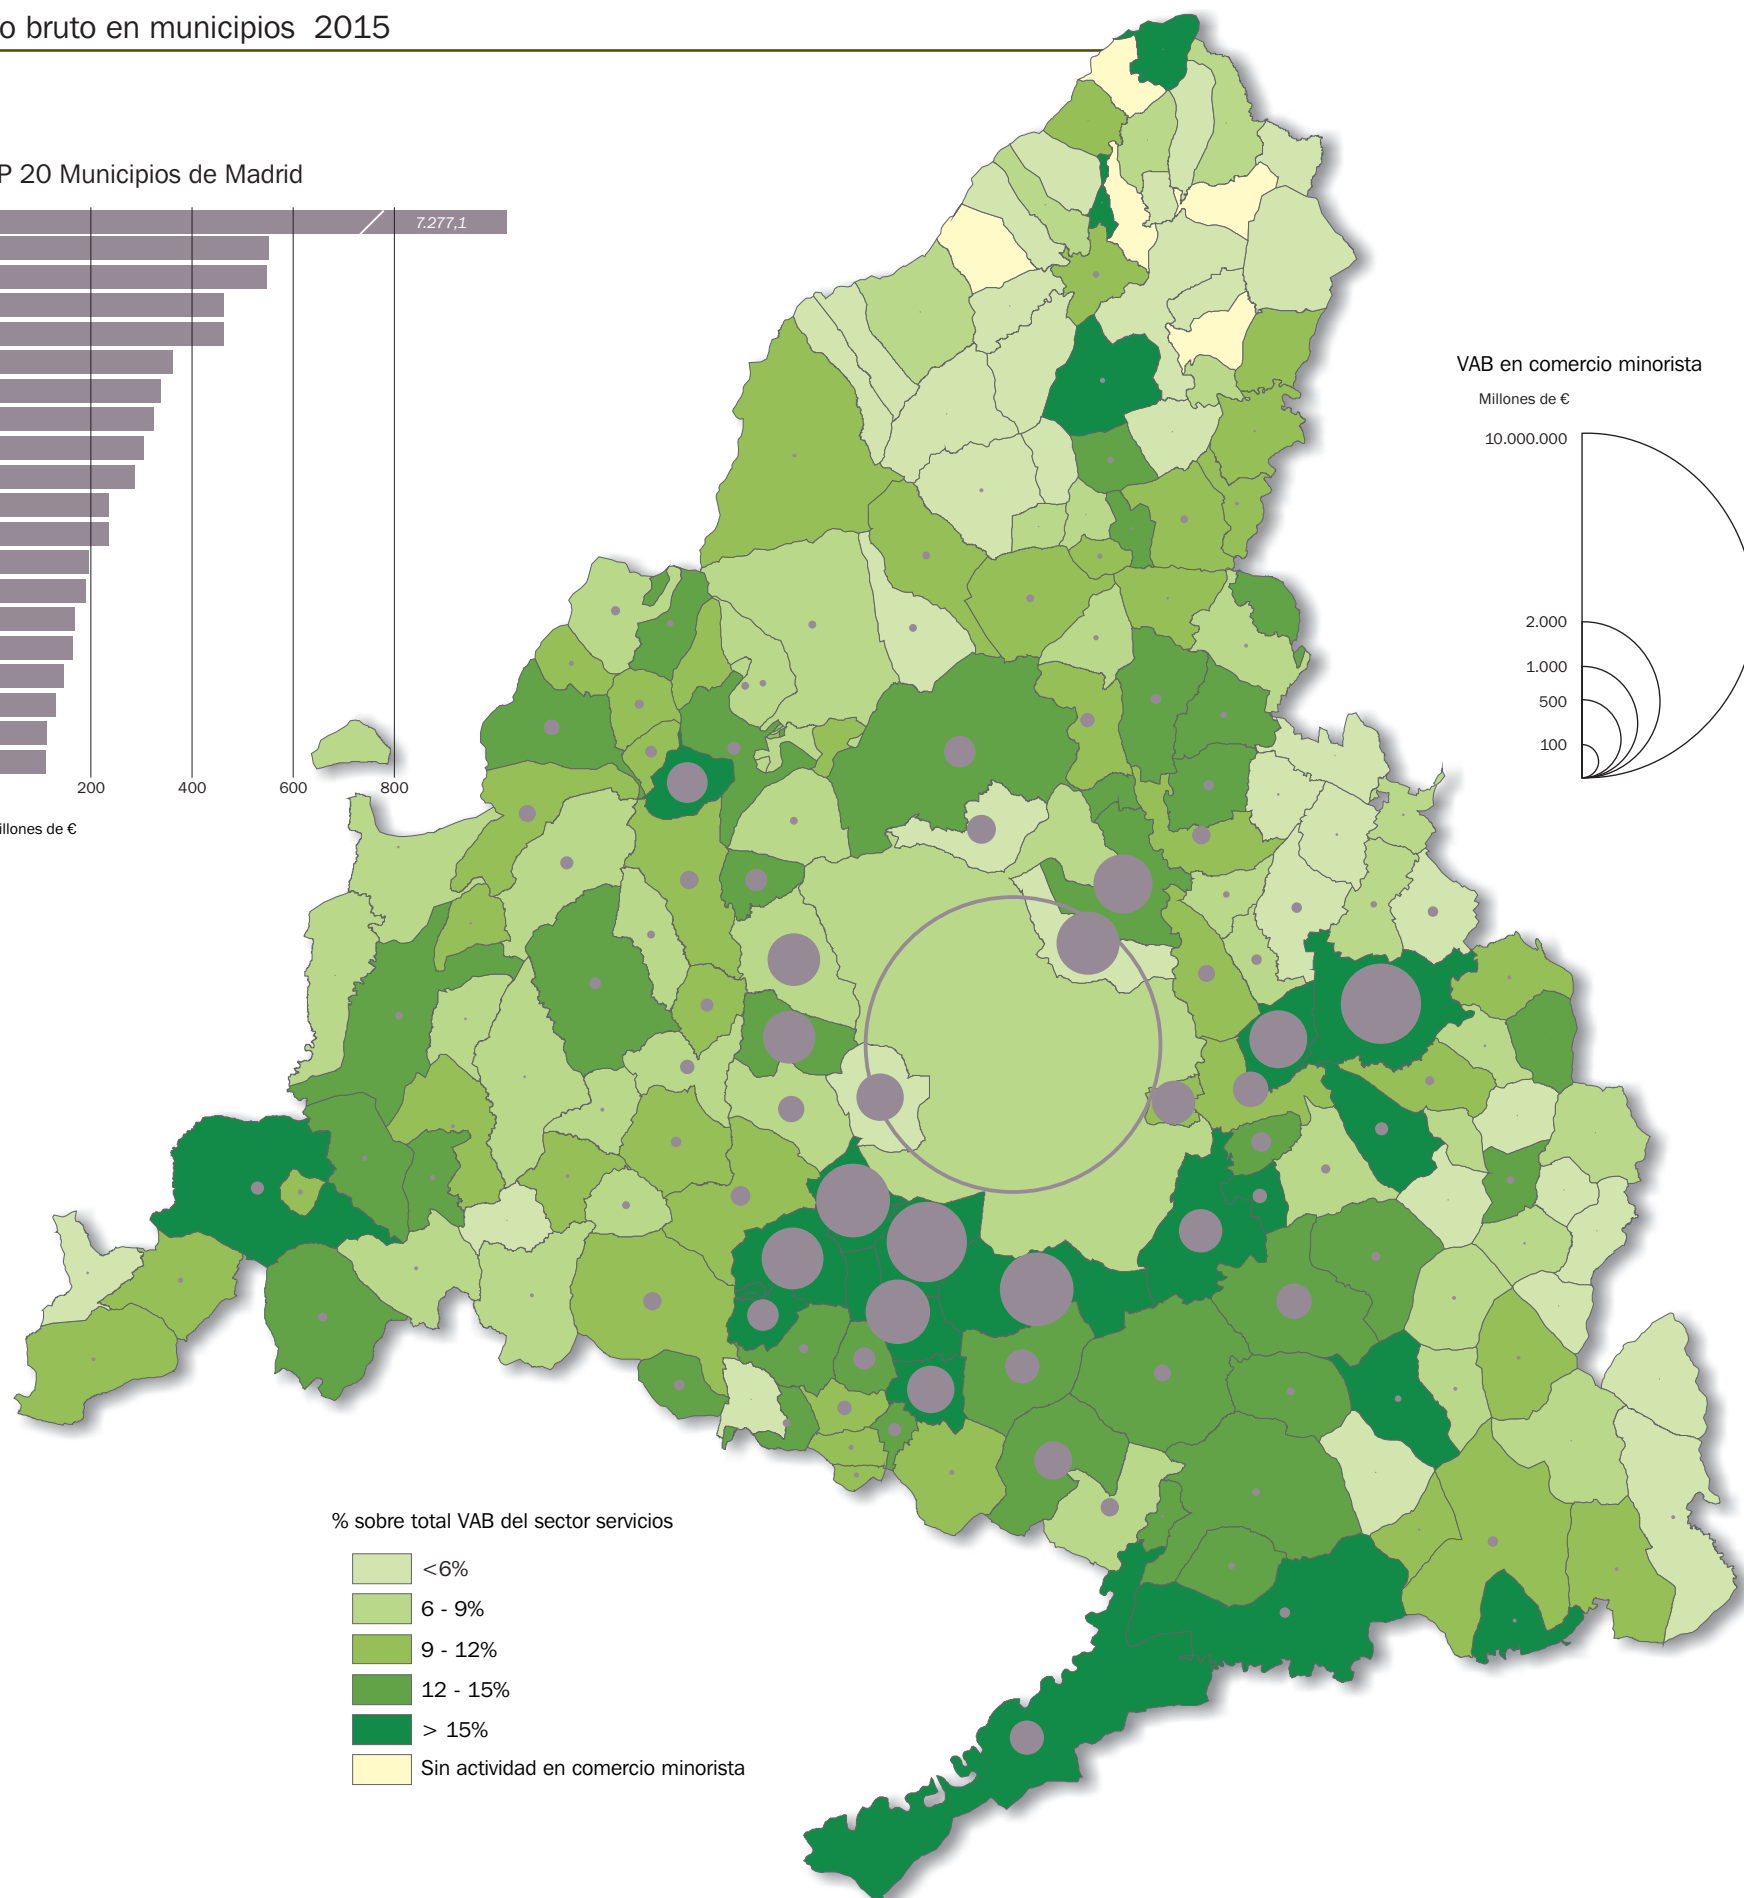 o bruto en municipios 2015
P 20 Municipios de Madrid
7.277,1
200 400 600 800
illones de €
VAB en comercio minorista
Millones de €
10.000.000
2.000
1.000
500
100
% sobre total VAB del sector servicios
<6%
6 - 9%
9 - 12%
12 - 15%
> 15%
Sin actividad en comercio minorista